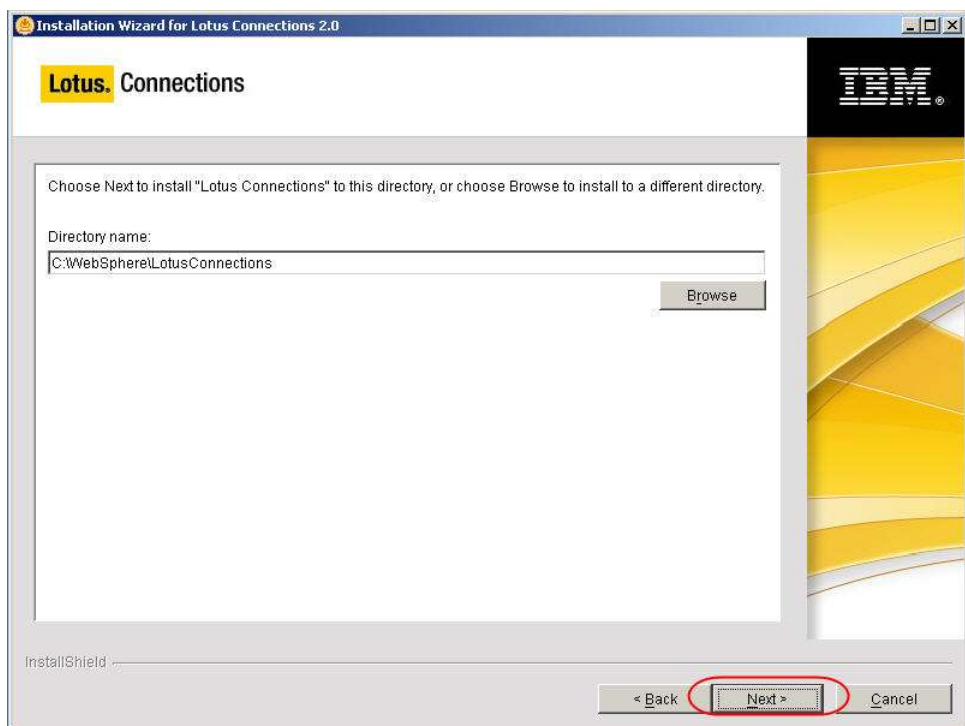 Installation Wizard for Lotus Connections 2.0
Lotus. Connections
IBM®
Choose Next to install "Lotus Connections" to this directory, or choose Browse to install to a different directory.
Directory name:
C:\WebSphere\LotusConnections
Browse
InstallShield
< Back
Next >
Cancel